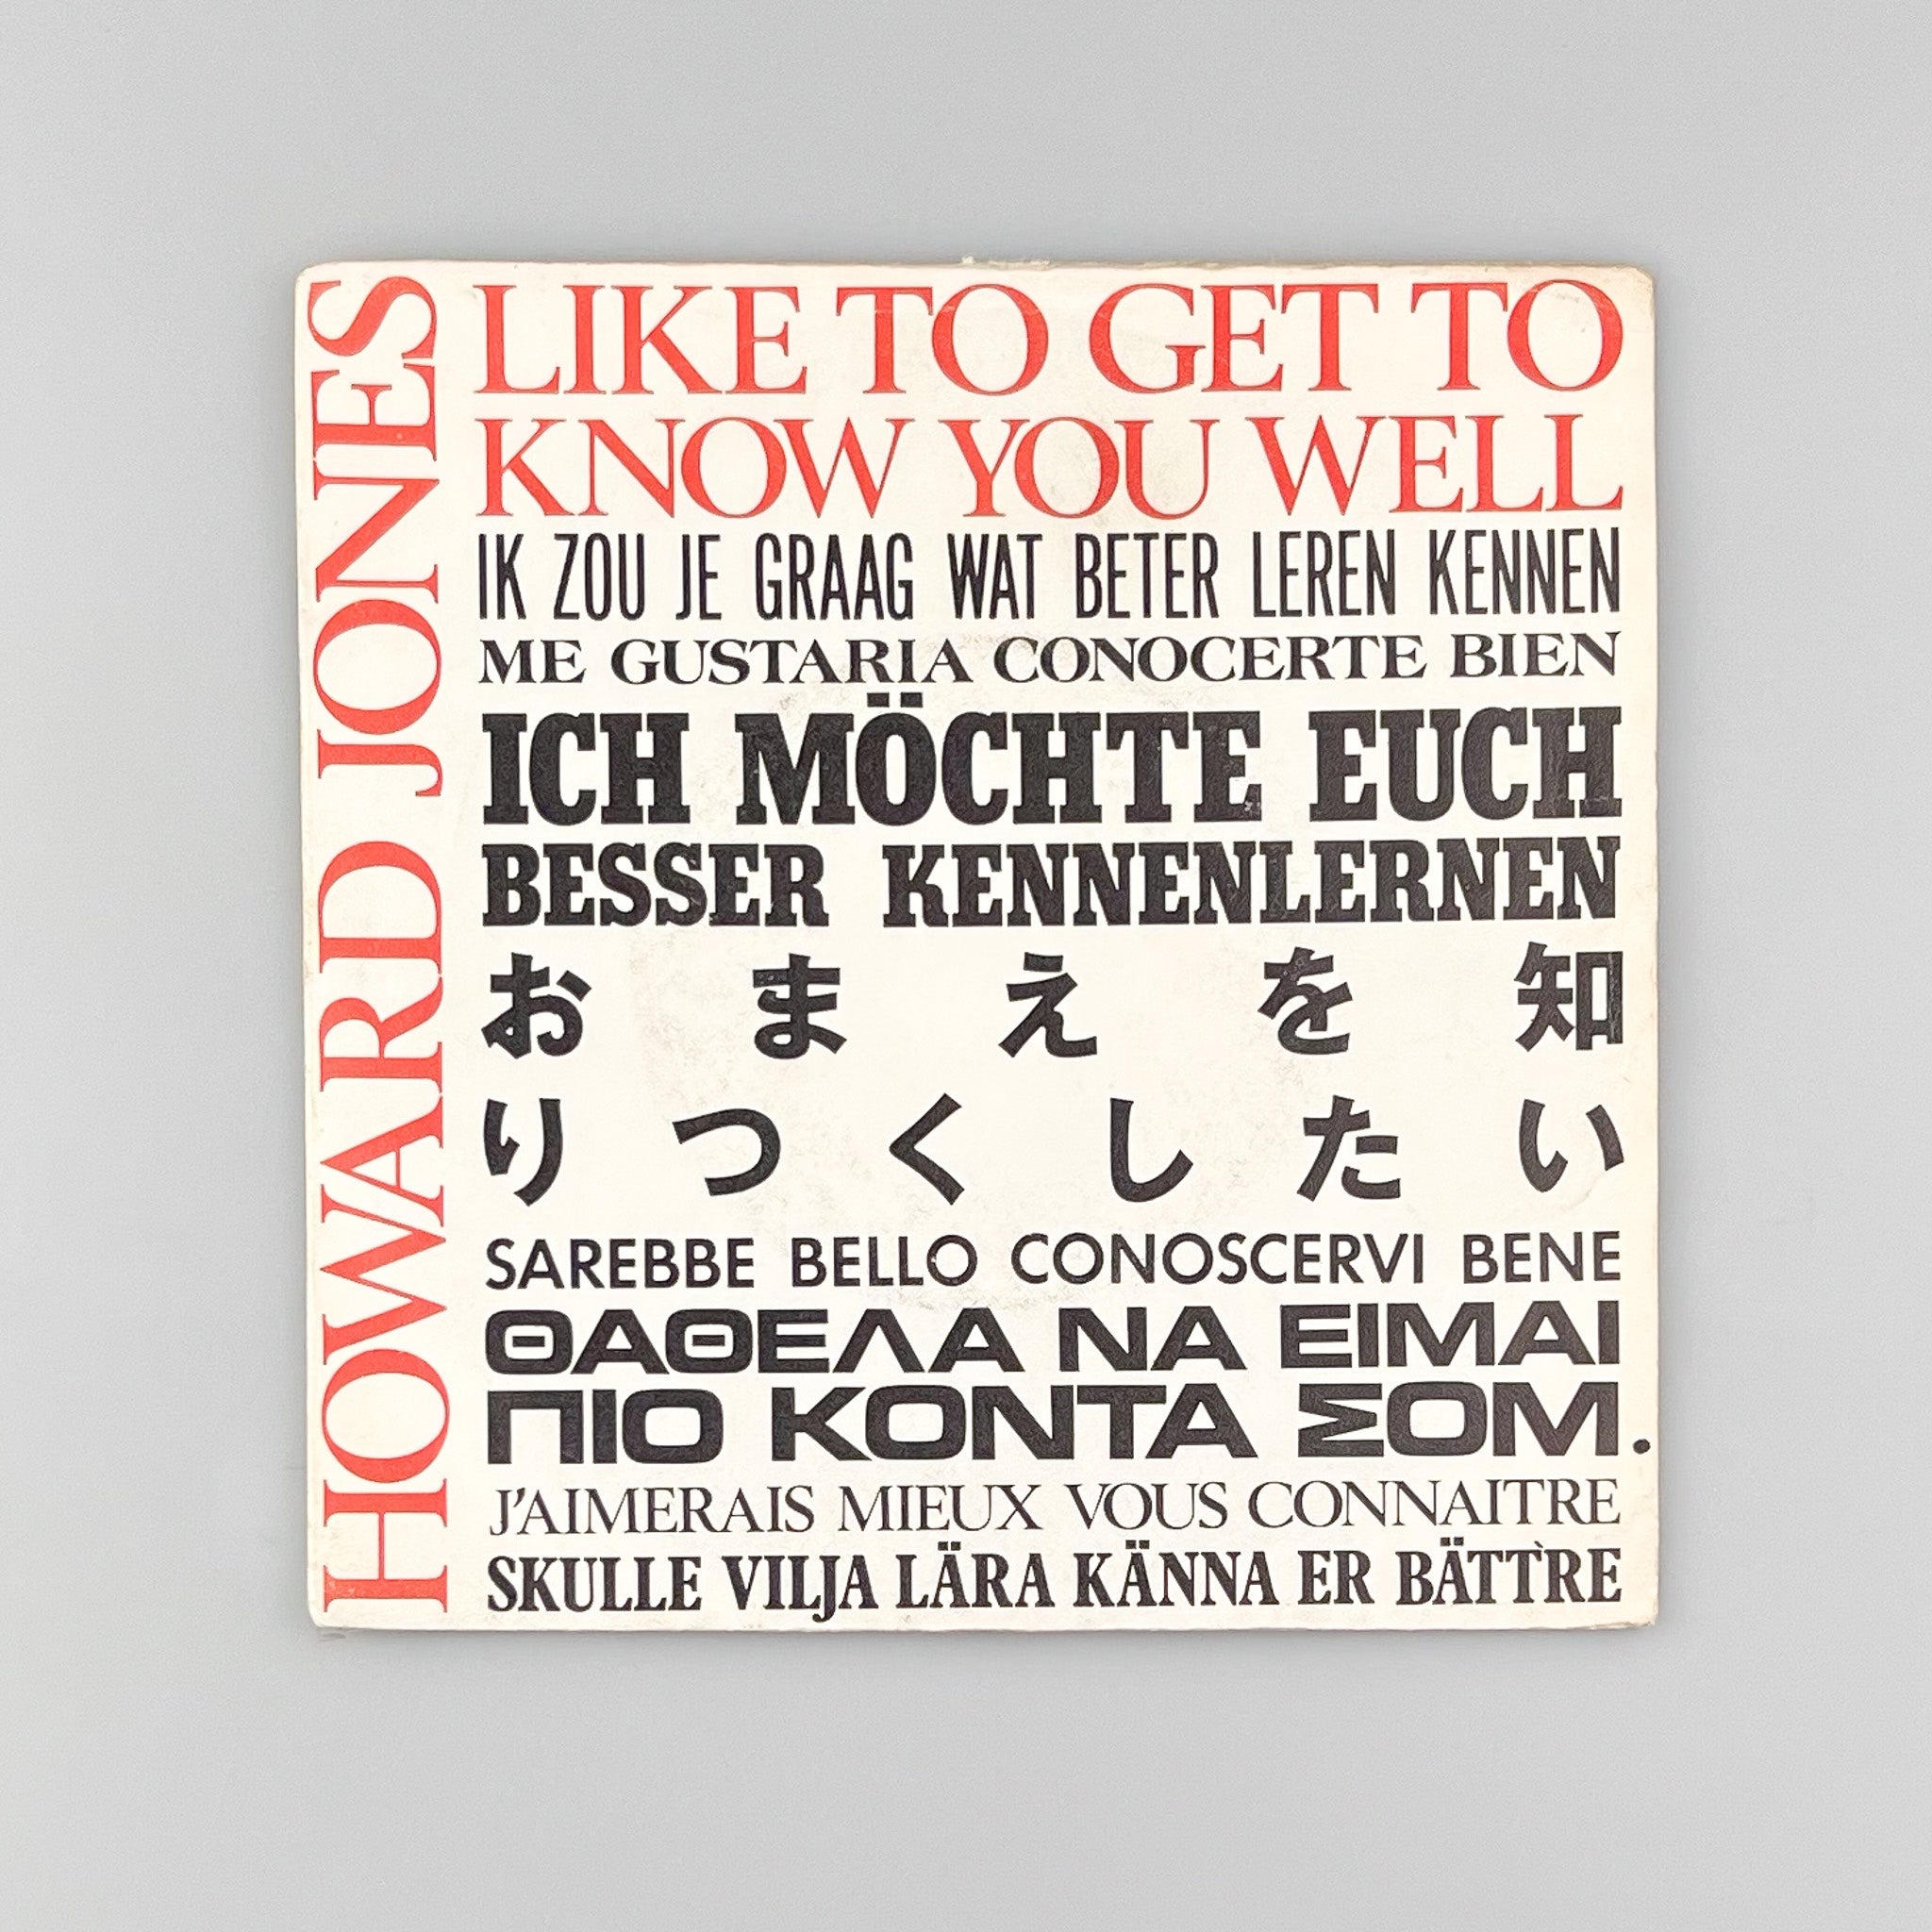 HOWARD JONES
LIKE TO GET TO
KNOW YOU WELL
IK ZOU JE GRAAG WAT BETER LEREN KENNEN
ME GUSTARIA CONOCERTE BIEN
ICH MÖCHTE EUCH
BESSER KENNENLERNEN
おまえを知
りつくしたい
SAREBBE BELLO CONOSCERVI BENE
ΘΑΘΕΛΑ ΝΑ ΕΙΜΑΙ
ΠΙΟ ΚΟΝΤΑ ΣΟΜ.
J'AIMERAIS MIEUX VOUS CONNAITRE
SKULLE VILJA LÄRA KÄNNA ER BÄTT̀RE